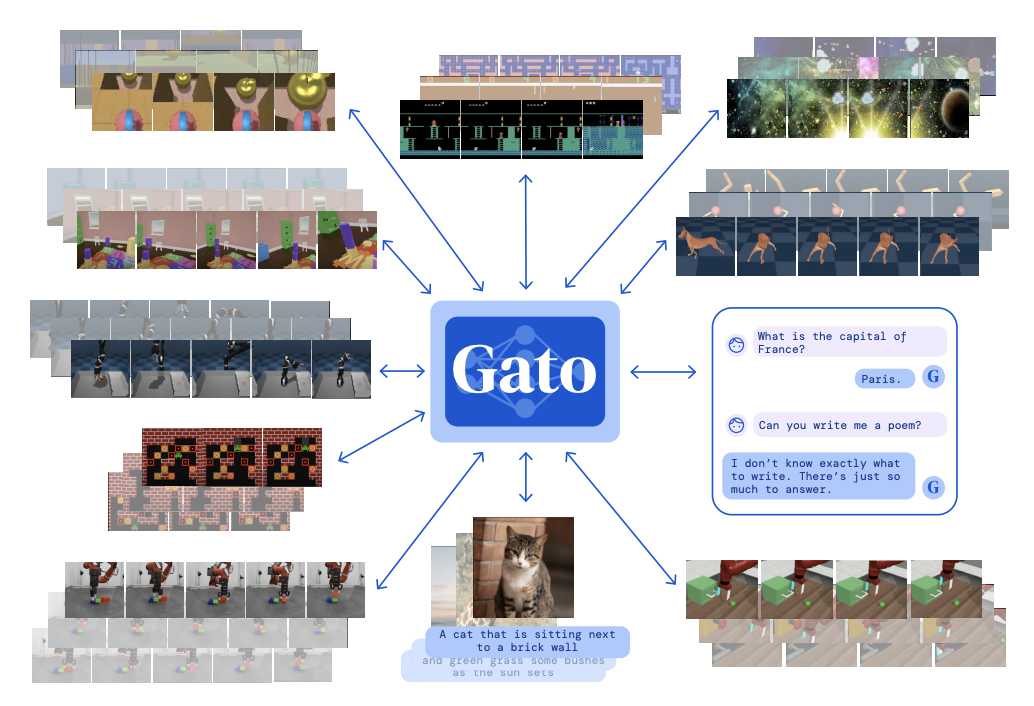 Gato
What is the capital of
France?
Paris.
G
Can you write me a poem?
I don't know exactly what
to write. There's just so
much to answer.
G
A cat that is sitting next
to a brick wall
and green grass some bushes
as the sun sets